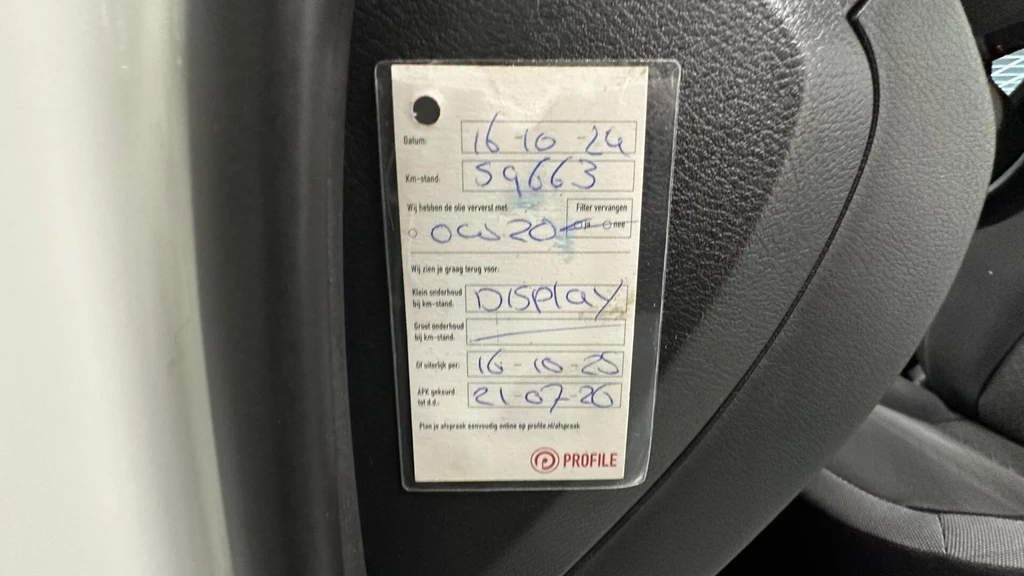 Datum: 16-10-24
Km-stand: 59663
Wij hebben de olie ververst met:
Filter vervangen
0W20 ja nee
Wij zien je graag terug voor:
Klein onderhoud bij km-stand: DISPlAY
Groot onderhoud bij km-stand:
Of uiterlijk per: 16-10-25
APK gekeurd tot d.d.: 21-07-26
Plan je afspraak eenvoudig online op profile.nl/afspraak
PROFILE